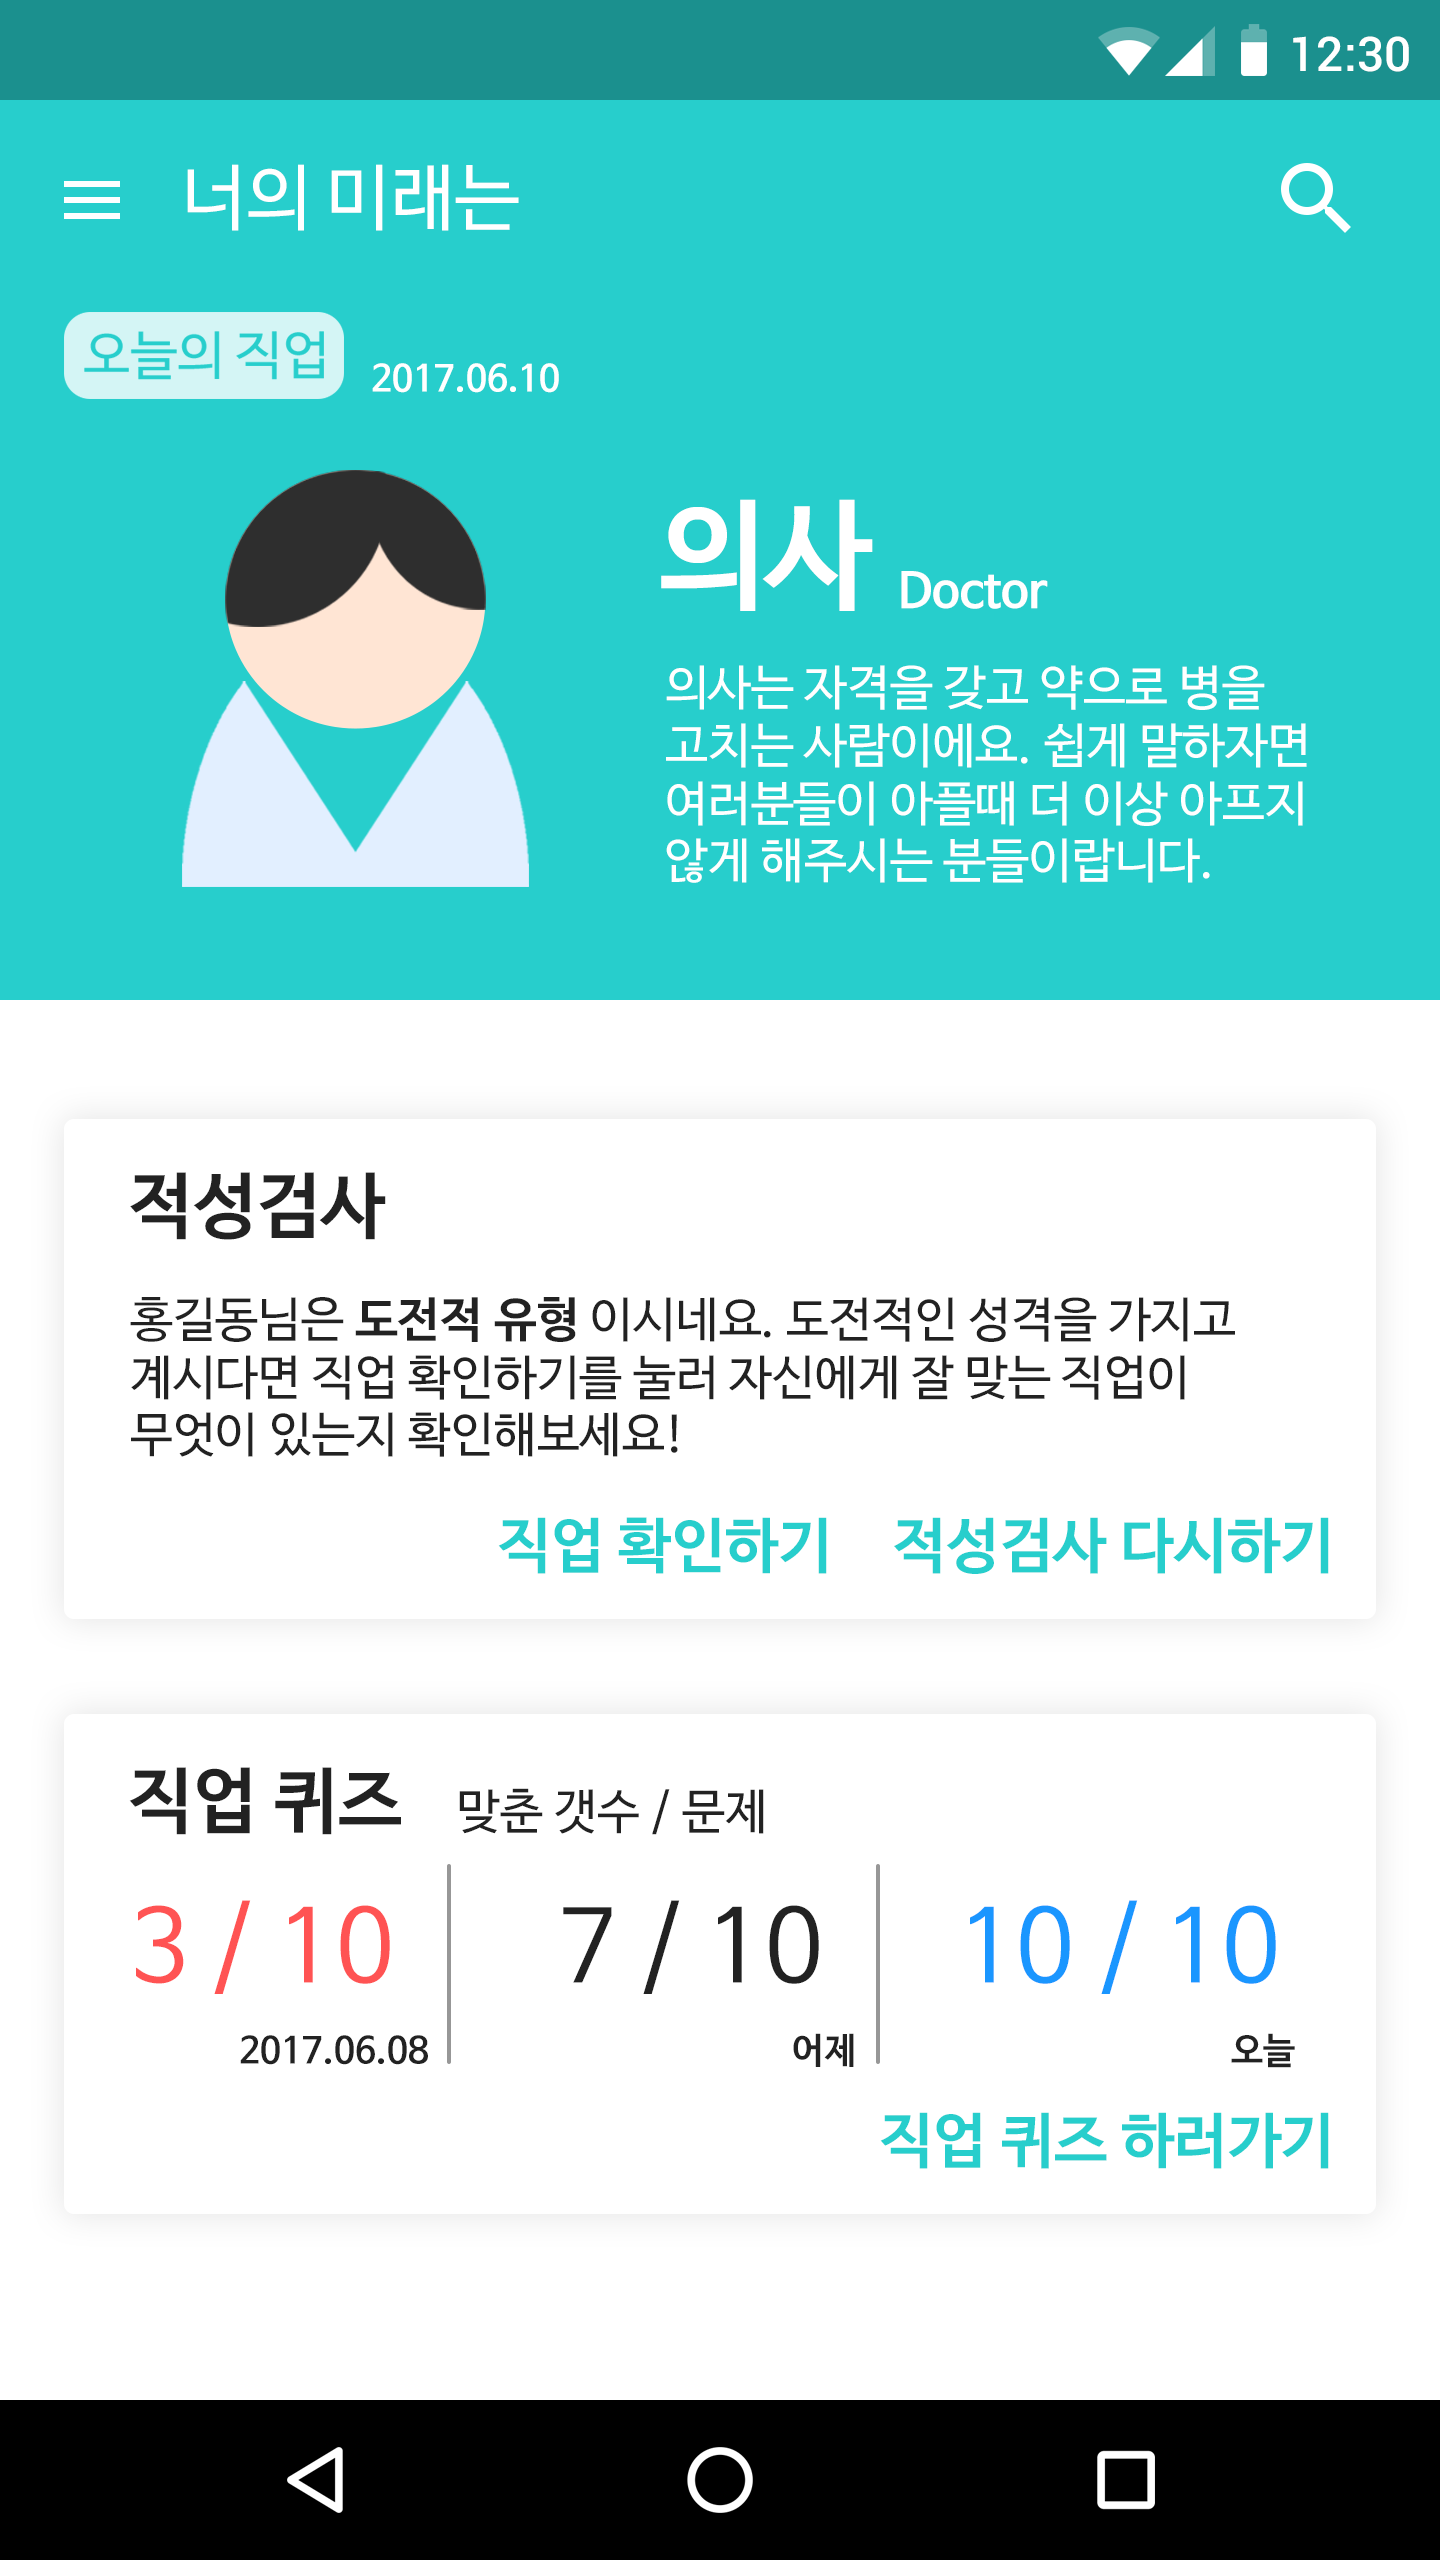 12:30
너의 미래는
오늘의 직업 2017.06.10
의사 Doctor
의사는 자격을 갖고 약으로 병을
고치는 사람이에요. 쉽게 말하자면
여러분들이 아플때 더 이상 아프지
않게 해주시는 분들이랍니다.
적성검사
홍길동님은 도전적 유형 이시네요. 도전적인 성격을 가지고
계시다면 직업 확인하기를 눌러 자신에게 잘 맞는 직업이
무엇이 있는지 확인해보세요!
직업 확인하기 적성검사 다시하기
직업 퀴즈 맞춘 갯수 / 문제
3 / 10
2017.06.08
7 / 10
어제
10 / 10
오늘
직업 퀴즈 하러가기